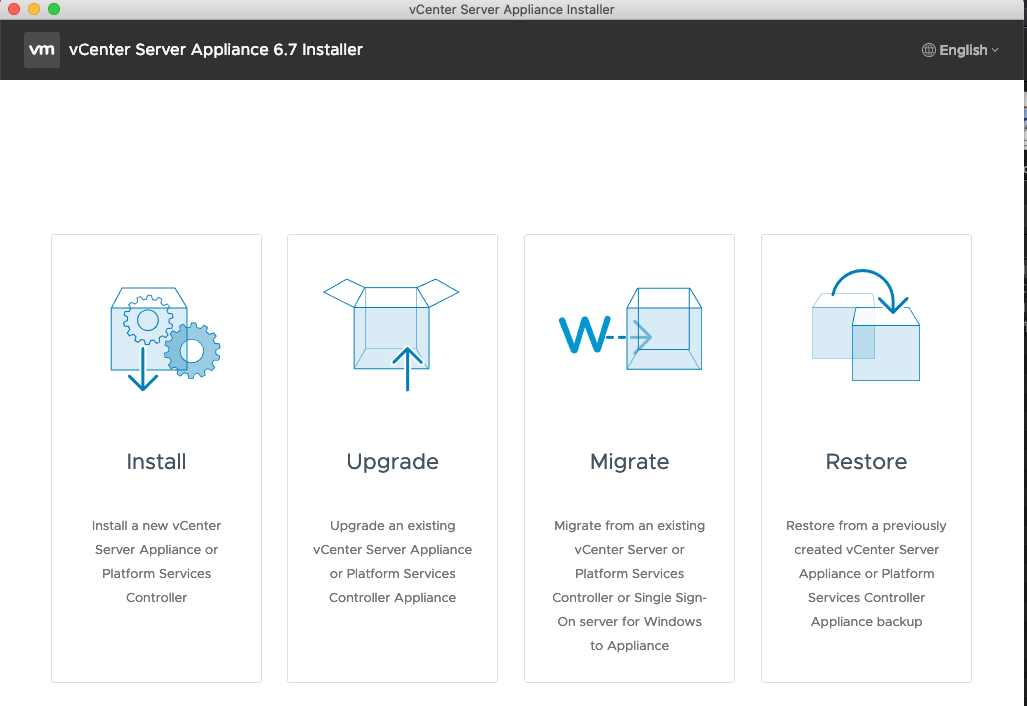 vCenter Server Appliance Installer
vm vCenter Server Appliance 6.7 Installer
English
Install
Install a new vCenter
Server Appliance or
Platform Services
Controller
Upgrade
Upgrade an existing
vCenter Server Appliance
or Platform Services
Controller Appliance
W
Migrate
Migrate from an existing
vCenter Server or
Platform Services
Controller or Single Sign-
On server for Windows
to Appliance
Restore
Restore from a previously
created vCenter Server
Appliance or Platform
Services Controller
Appliance backup